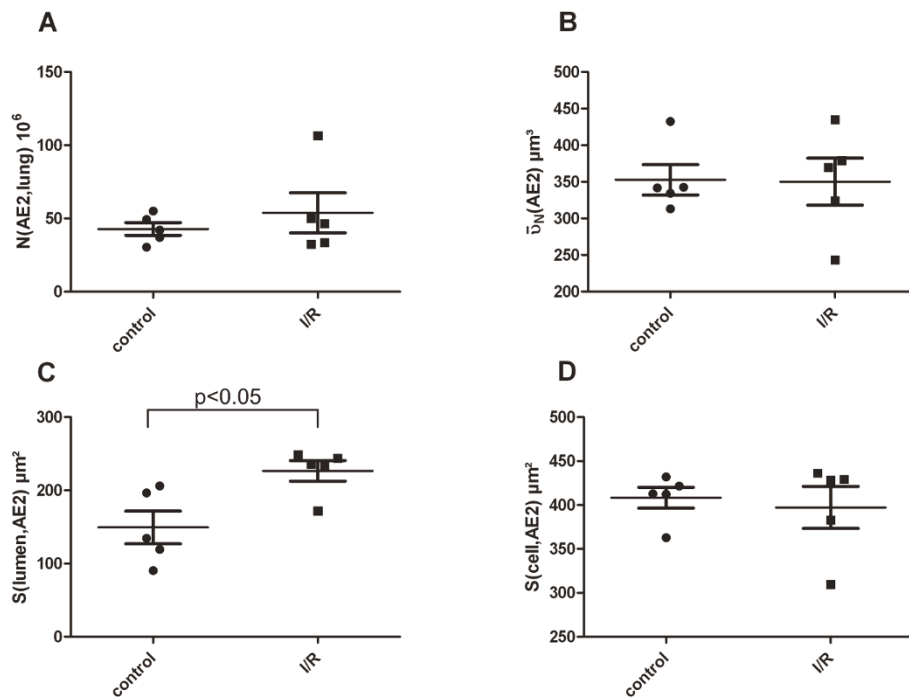 A
N(AE2,lung) 10⁶
150
100
50
0
control
I/R
B
ῡN(AE2) µm³
500
450
400
350
300
250
200
control
I/R
C
p<0.05
S(lumen,AE2) µm²
300
200
100
0
control
I/R
D
S(cell,AE2) µm²
500
450
400
350
300
250
control
I/R